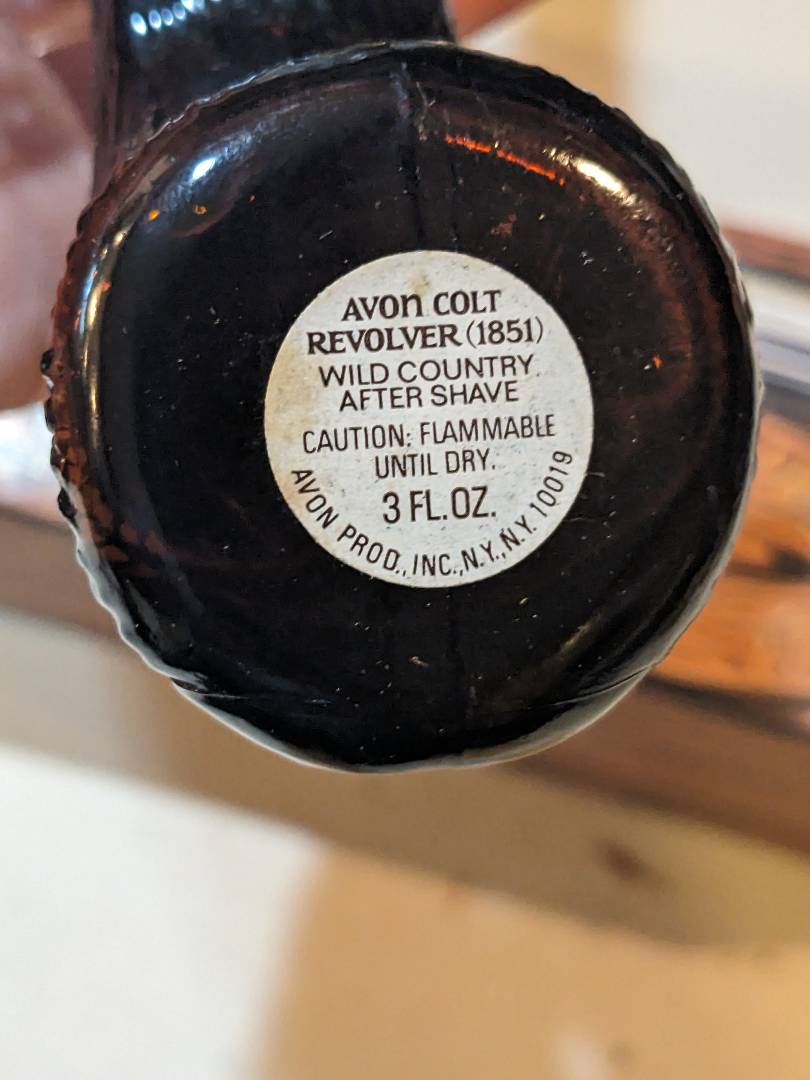 AVON COLT
REVOLVER (1851)
WILD COUNTRY
AFTER SHAVE
CAUTION: FLAMMABLE
UNTIL DRY.
3 FL. OZ.
AVON PROD., INC., N.Y., N.Y. 10019